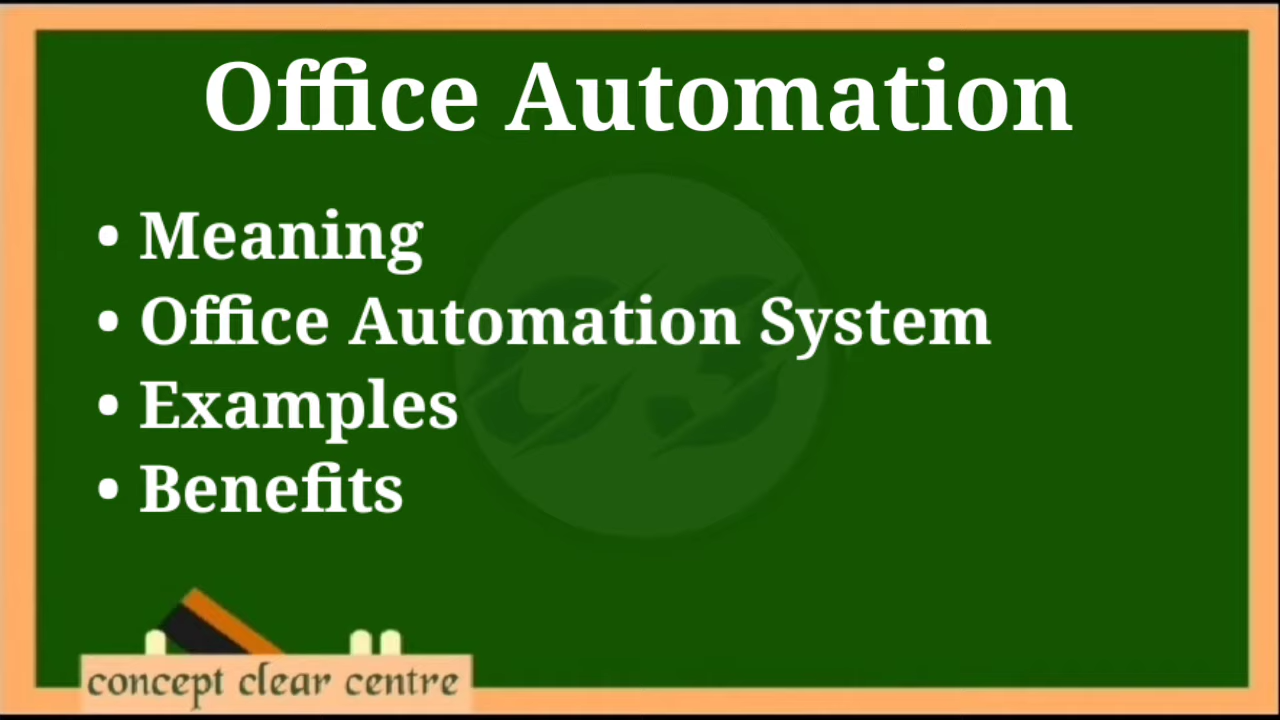 Office Automation
• Meaning
• Office Automation System
• Examples
• Benefits
concept clear centre